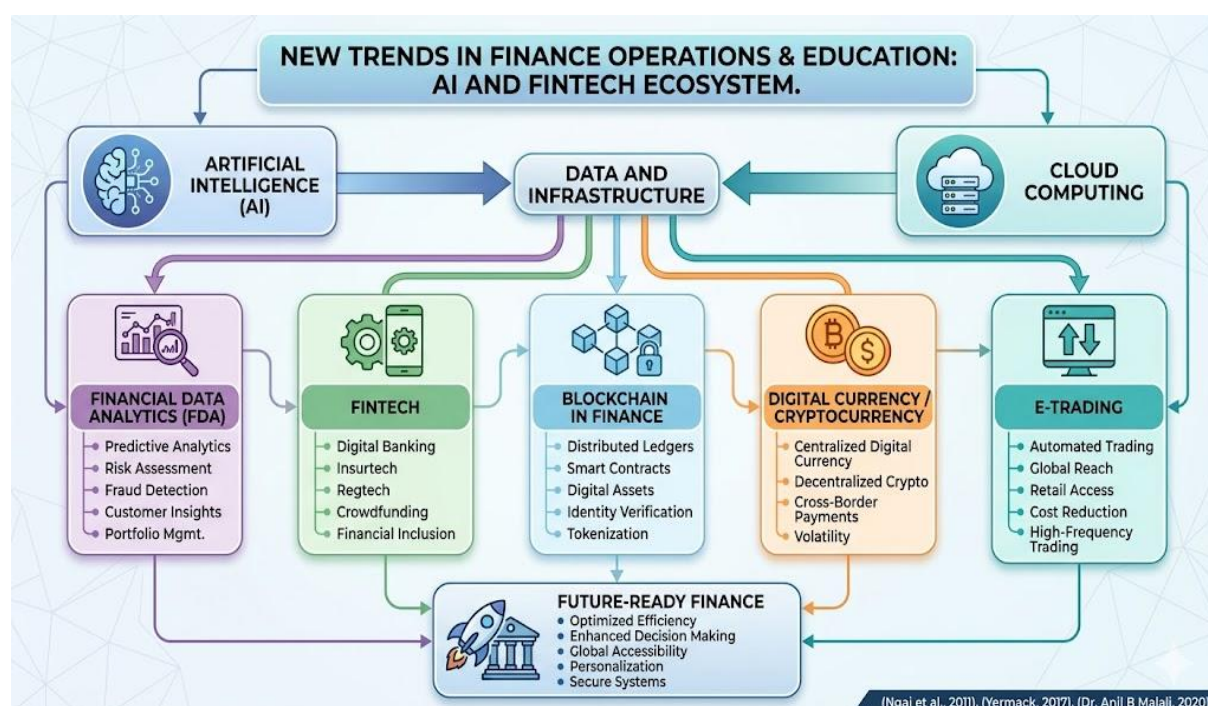 NEW TRENDS IN FINANCE OPERATIONS & EDUCATION:
AI AND FINTECH ECOSYSTEM.
ARTIFICIAL
INTELLIGENCE
(AI)
DATA AND
INFRASTRUCTURE
CLOUD
COMPUTING
FINANCIAL DATA
ANALYTICS (FDA)
Predictive Analytics
Risk Assessment
Fraud Detection
Customer Insights
Portfolio Mgmt.
FINTECH
Digital Banking
Insurtech
Regtech
Crowdfunding
Financial Inclusion
BLOCKCHAIN
IN FINANCE
Distributed Ledgers
Smart Contracts
Digital Assets
Identity Verification
Tokenization
DIGITAL CURRENCY /
CRYPTOCURRENCY
Centralized Digital
Currency
Decentralized Crypto
Cross-Border
Payments
Volatility
E-TRADING
Automated Trading
Global Reach
Retail Access
Cost Reduction
High-Frequency
Trading
FUTURE-READY FINANCE
Optimized Efficiency
Enhanced Decision Making
Global Accessibility
Personalization
Secure Systems
(Ngai et al., 2011), (Yermack, 2017), (Dr. Anil B Malali, 2020)